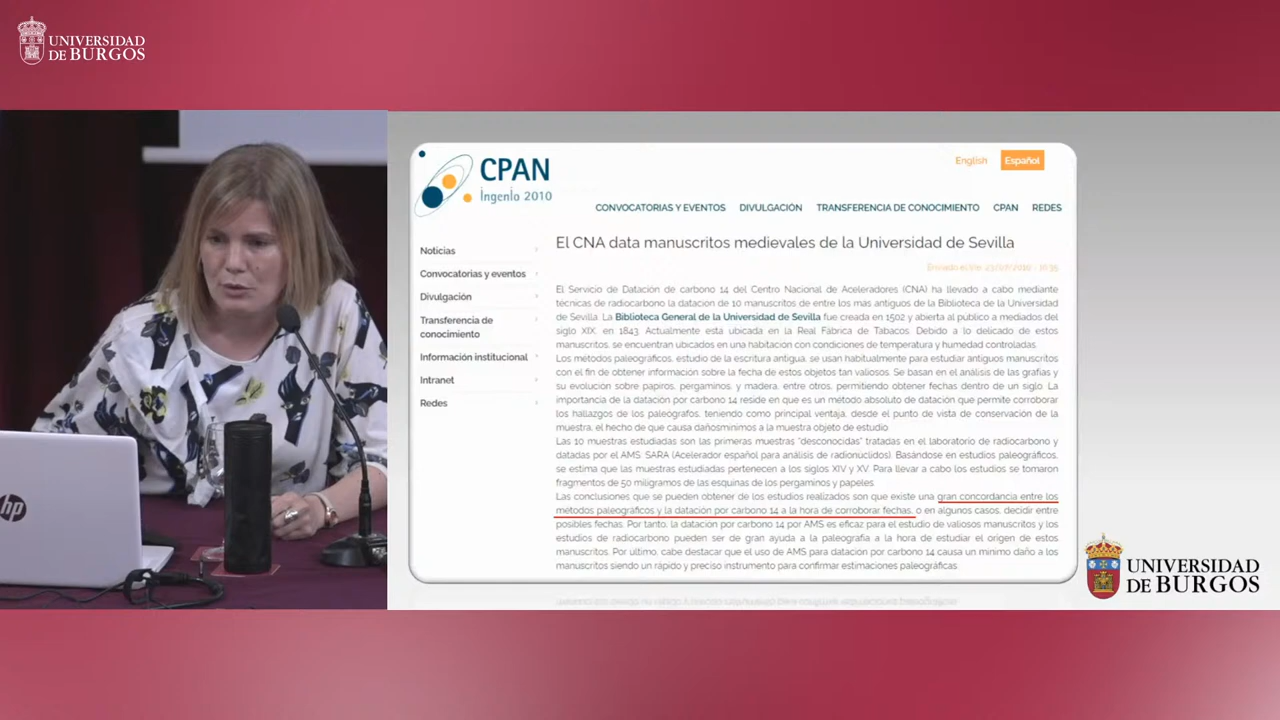 UNIVERSIDAD
DE BURGOS
CPAN
Ingenio 2010
English Español
CONVOCATORIAS Y EVENTOS DIVULGACIÓN TRANSFERENCIA DE CONOCIMIENTO CPAN REDES
Noticias
Convocatorias y eventos
Divulgación
Transferencia de
conocimiento
Información institucional
Intranet
Redes
El CNA data manuscritos medievales de la Universidad de Sevilla
Enviado el
El Servicio de Datación de carbono 14 del Centro Nacional de Aceleradores (CNA) ha llevado a cabo mediante
técnicas de radiocarbono la datacion de 10 manuscritos de entre los mas antiguos de la Biblioteca de la Universidad
de Sevilla. La Biblioteca General de la Universidad de Sevilla fue creada en 1502 y abierta al publico a mediados del
siglo XIX, en 1843. Actualmente esta ubicada en la Real Fábrica de Tabacos. Debido a lo delicado de estos
manuscritos, se encuentran ubicados en una habitación con condiciones de temperatura y humedad controladas.
Los métodos paleográficos, estudio de la escritura antigua, se usan habitualmente para estudiar antiguos manuscritos
con el fin de obtener información sobre la fecha de estos objetos tan valiosos. Se basan en el análisis de las grafías y
su evolución sobre papiros, pergaminos, y madera, entre otros, permitiendo obtener fechas dentro de un siglo. La
importancia de la datación por carbono 14 reside en que es un método absoluto de datación que permite corroborar
los hallazgos de los paleógrafos, teniendo como principal ventaja, desde el punto de vista de conservación de la
muestra, el hecho de que causa dañosmínimos a la muestra objeto de estudio
Las 10 muestras estudiadas son las primeras muestras "desconocidas" tratadas en el laboratorio de radiocarbono y
datadas por el AMS: SARA (Acelerador español para análisis de radionúclidos). Basándose en estudios paleográficos,
se estima que las muestras estudiadas pertenecen a los siglos XIV y XV. Para llevar a cabo los estudios se tomaron
fragmentos de 50 miligramos de las esquinas de los pergaminos y papeles
Las conclusiones que se pueden obtener de los estudios realizados son que existe una gran concordancia entre los
métodos paleográficos y la datación por carbono 14 a la hora de corroborar fechas, o en algunos casos, decidir entre
posibles fechas. Por tanto, la datación por carbono 14 por AMS es eficaz para el estudio de valiosos manuscritos y los
estudios de radiocarbono pueden ser de gran ayuda a la paleografía a la hora de estudiar el origen de estos
manuscritos. Por último, cabe destacar que el uso de AMS para datación por carbono 14 causa un mínimo daño a los
manuscritos siendo un rápido y preciso instrumento para confirmar estimaciones paleográficas
hp
UNIVERSIDAD
DE BURGOS